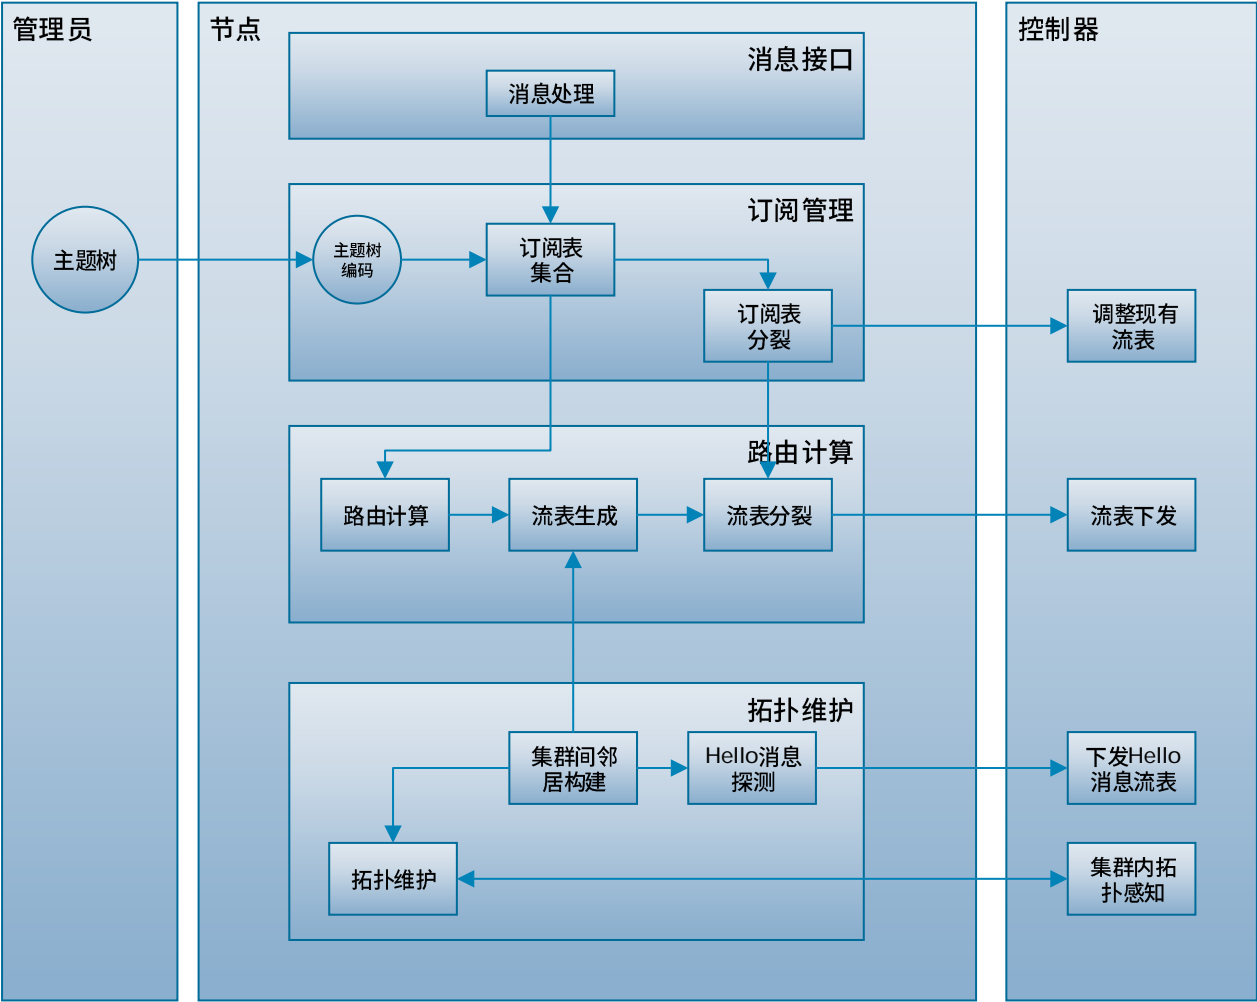 管理员
节点
控制器
消息接口
消息处理
订阅管理
主题树
主题树
编码
订阅表
集合
订阅表
分裂
调整现有
流表
路由计算
路由计算
流表生成
流表分裂
流表下发
拓扑维护
集群间邻
居构建
Hello消息
探测
下发Hello
消息流表
拓扑维护
集群内拓
扑感知